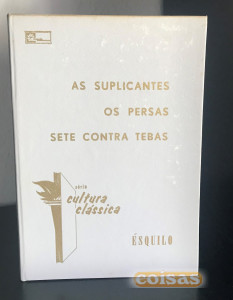 AS SUPLICANTES
OS PERSAS
SETE CONTRA TEBAS
série
cultura
clássica
ÉSQUILO
coisas